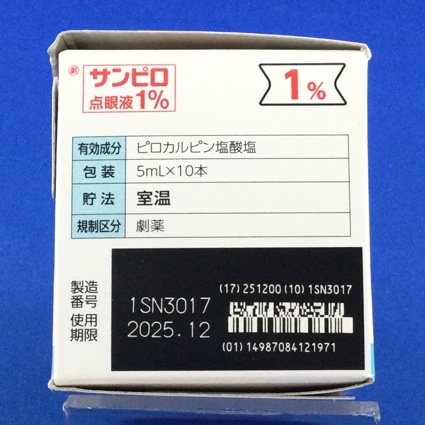 劇 サンピロ
点眼液1%
1%
有効成分 ピロカルピン塩酸塩
包装 5mL×10本
貯法 室温
規制区分 劇薬
製造番号 1SN3017
使用期限 2025.12
(17)251200(10)1SN3017
(01)14987084121971